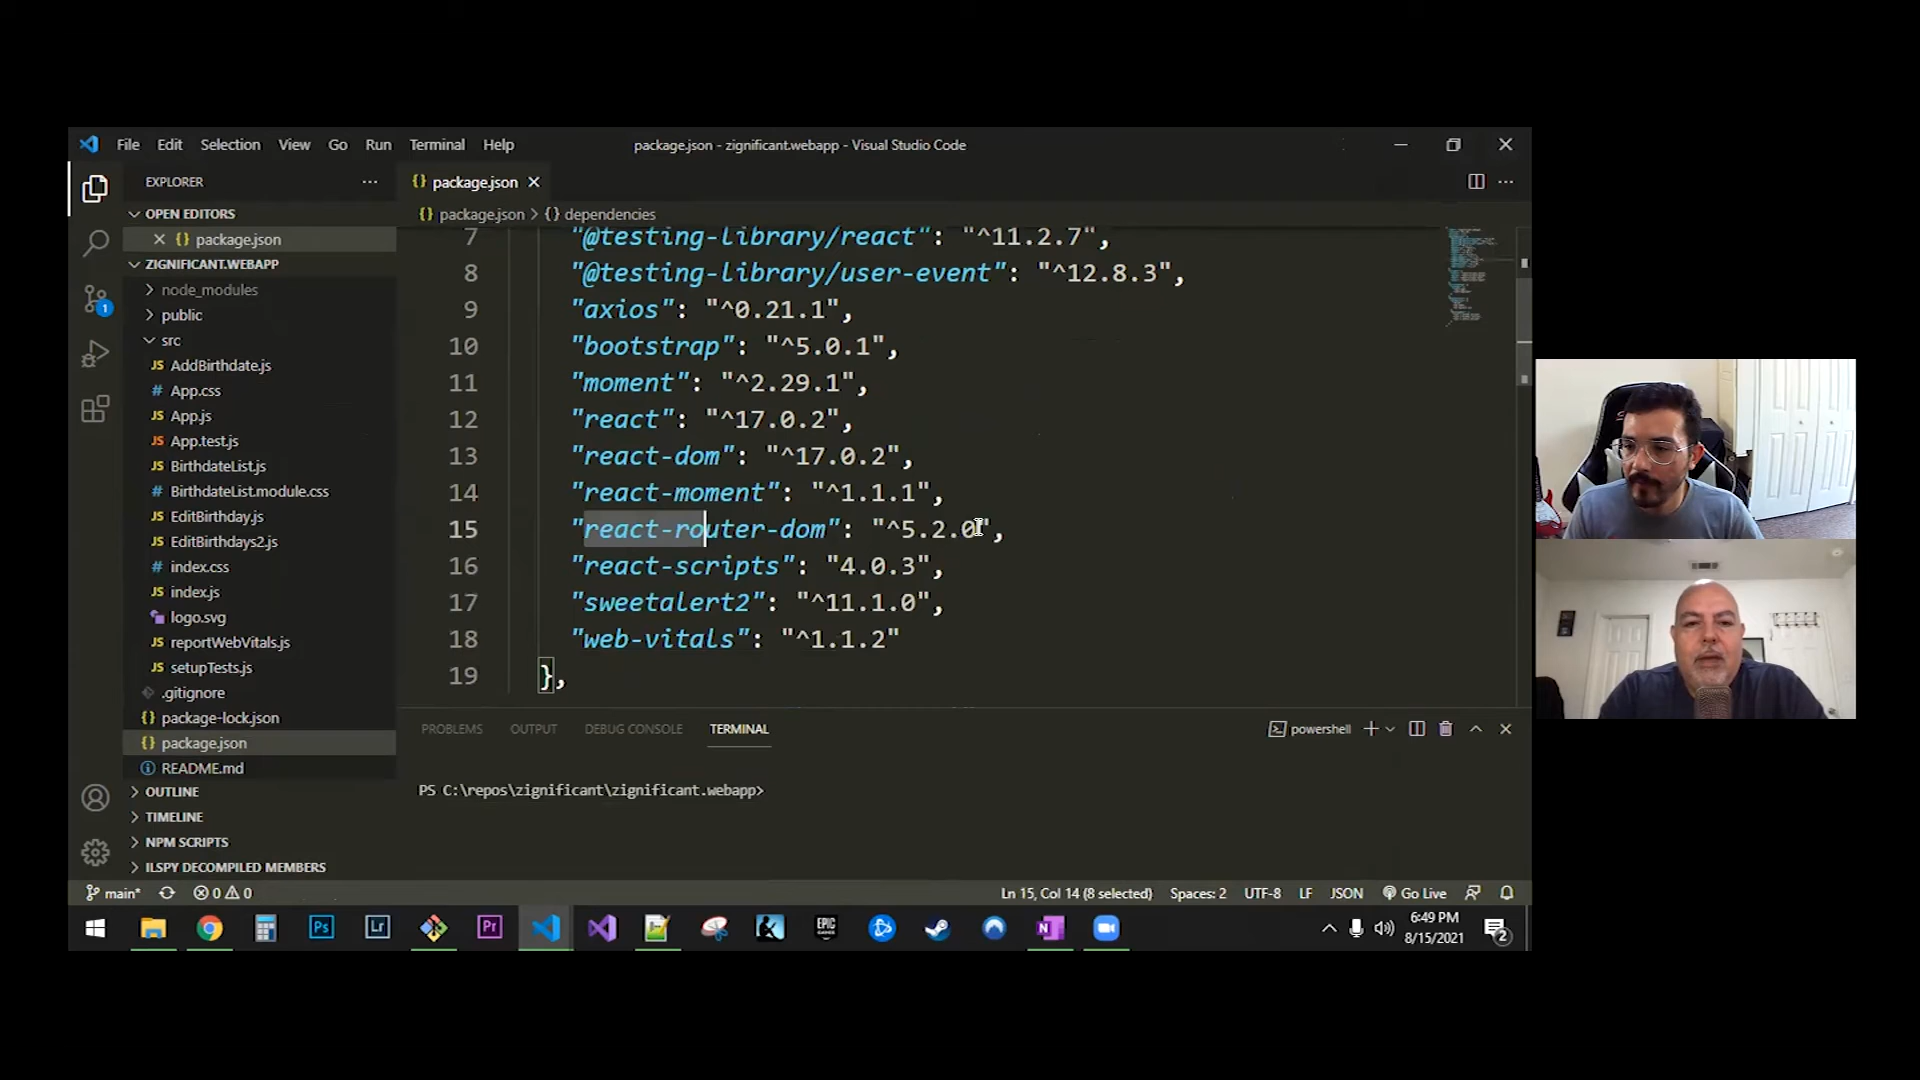 File Edit Selection View Go Run Terminal Help
package.json - zignificant.webapp - Visual Studio Code
EXPLORER
OPEN EDITORS
package.json
ZIGNIFICANT.WEBAPP
node_modules
public
src
AddBirthdate.js
App.css
App.js
App.test.js
BirthdateList.js
BirthdateList.module.css
EditBirthday.js
EditBirthdays2.js
index.css
index.js
logo.svg
reportWebVitals.js
setupTests.js
.gitignore
package-lock.json
package.json
README.md
OUTLINE
TIMELINE
NPM SCRIPTS
ILSPY DECOMPILED MEMBERS
{} package.json
{} package.json > {} dependencies
7 "@testing-library/react": "^11.2.7",
8 "@testing-library/user-event": "^12.8.3",
9 "axios": "^0.21.1",
10 "bootstrap": "^5.0.1",
11 "moment": "^2.29.1",
12 "react": "^17.0.2",
13 "react-dom": "^17.0.2",
14 "react-moment": "^1.1.1",
15 "react-router-dom": "^5.2.0",
16 "react-scripts": "4.0.3",
17 "sweetalert2": "^11.1.0",
18 "web-vitals": "^1.1.2"
19 },
PROBLEMS OUTPUT DEBUG CONSOLE TERMINAL
powershell
PS C:\repos\zignificant\zignificant.webapp>
main* 0 0
Ln 15, Col 14 (8 selected) Spaces: 2 UTF-8 LF JSON Go Live
6:49 PM
8/15/2021